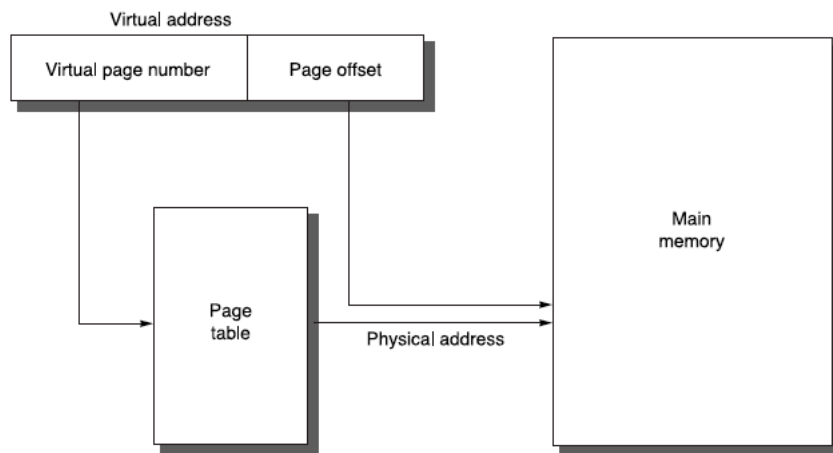 Virtual address
Virtual page number
Page offset
Main
memory
Page
table
Physical address